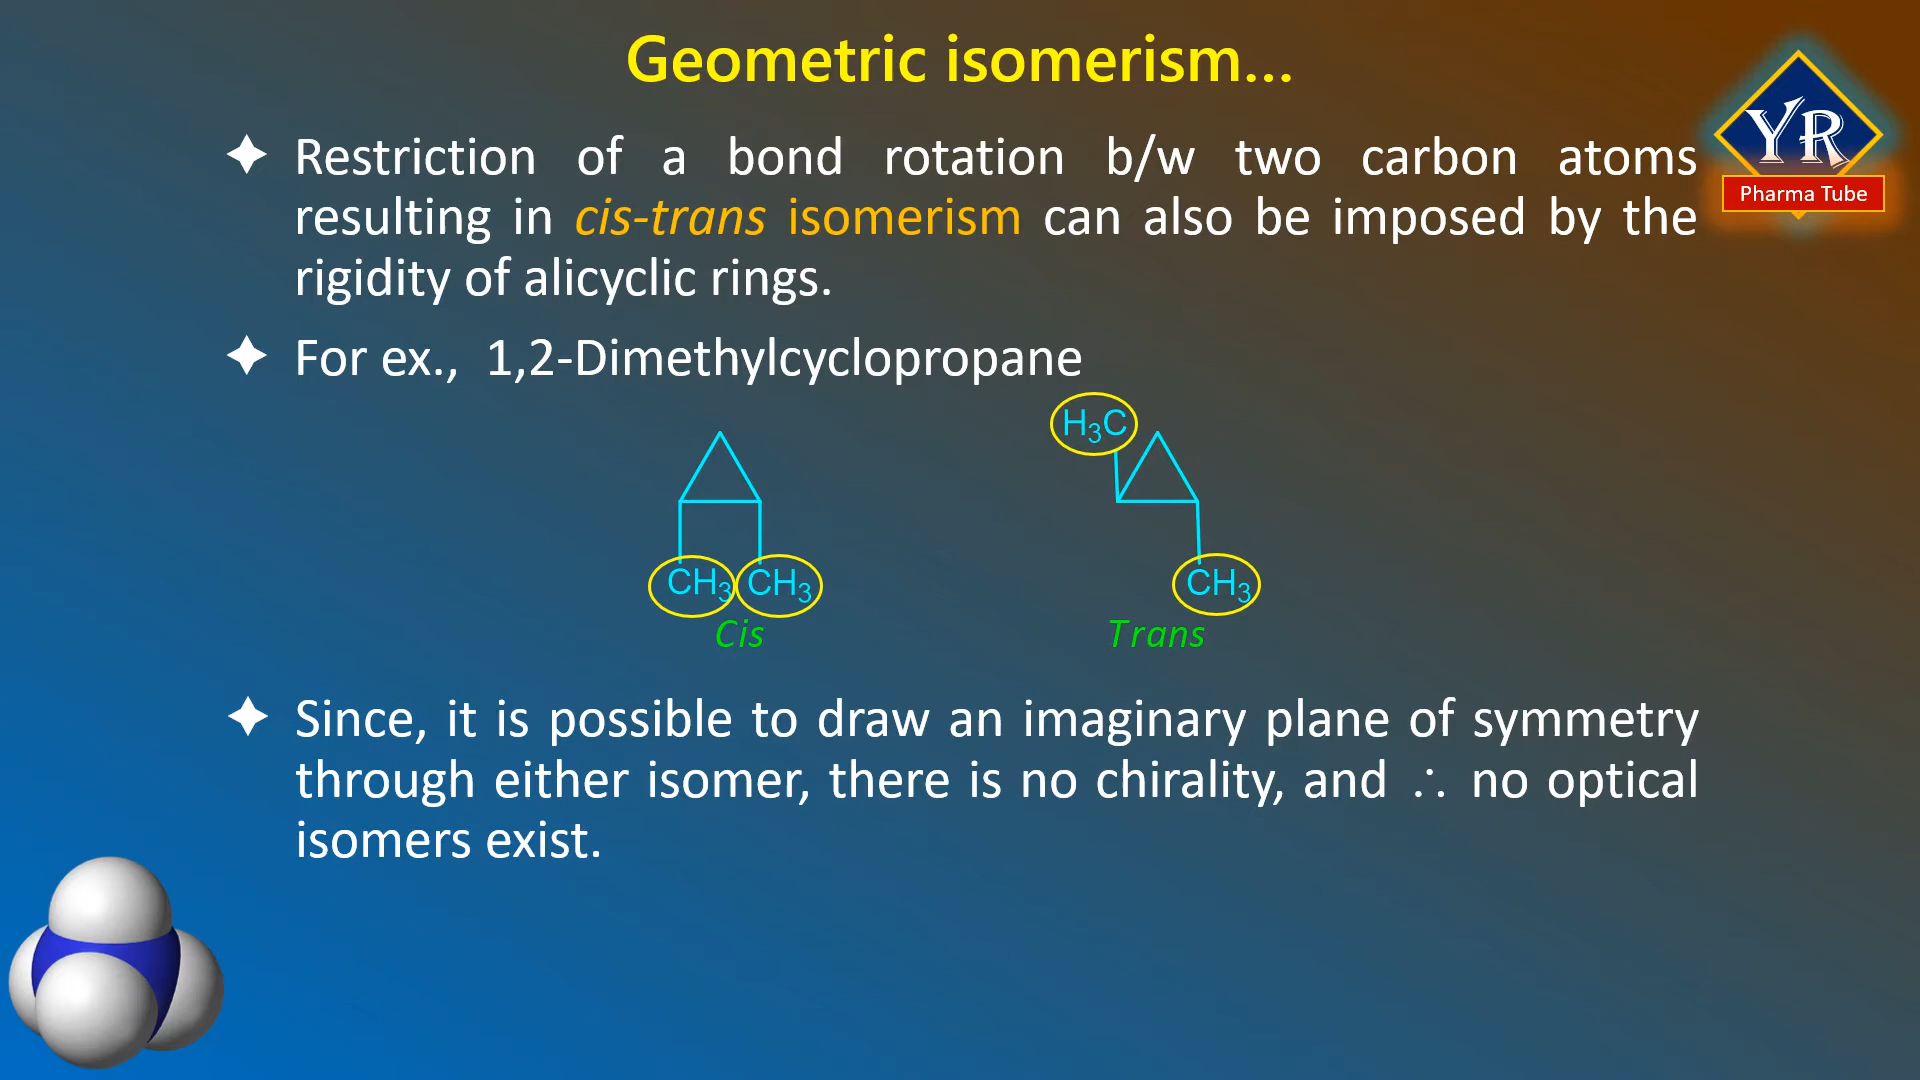 Geometric isomerism...
YR
Pharma Tube
Restriction of a bond rotation b/w two carbon atoms
resulting in cis-trans isomerism can also be imposed by the
rigidity of alicyclic rings.
For ex., 1,2-Dimethylcyclopropane
H₃C
CH₃ CH₃ CH₃
Cis Trans
Since, it is possible to draw an imaginary plane of symmetry
through either isomer, there is no chirality, and ∴ no optical
isomers exist.